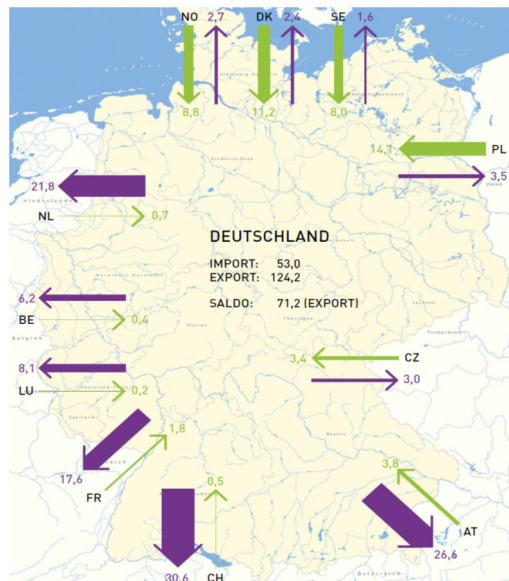 NO 2,7 DK 2,4 SE 1,6
8,8 11,2 8,0
14,1 PL
3,5
21,8
NL 0,7
DEUTSCHLAND
IMPORT: 53,0
EXPORT: 124,2
SALDO: 71,2 (EXPORT)
6,2
BE 0,4
3,4 CZ
3,0
8,1
LU 0,2
1,8
17,6
FR
0,5
3,8
AT
26,6
30,6 CH